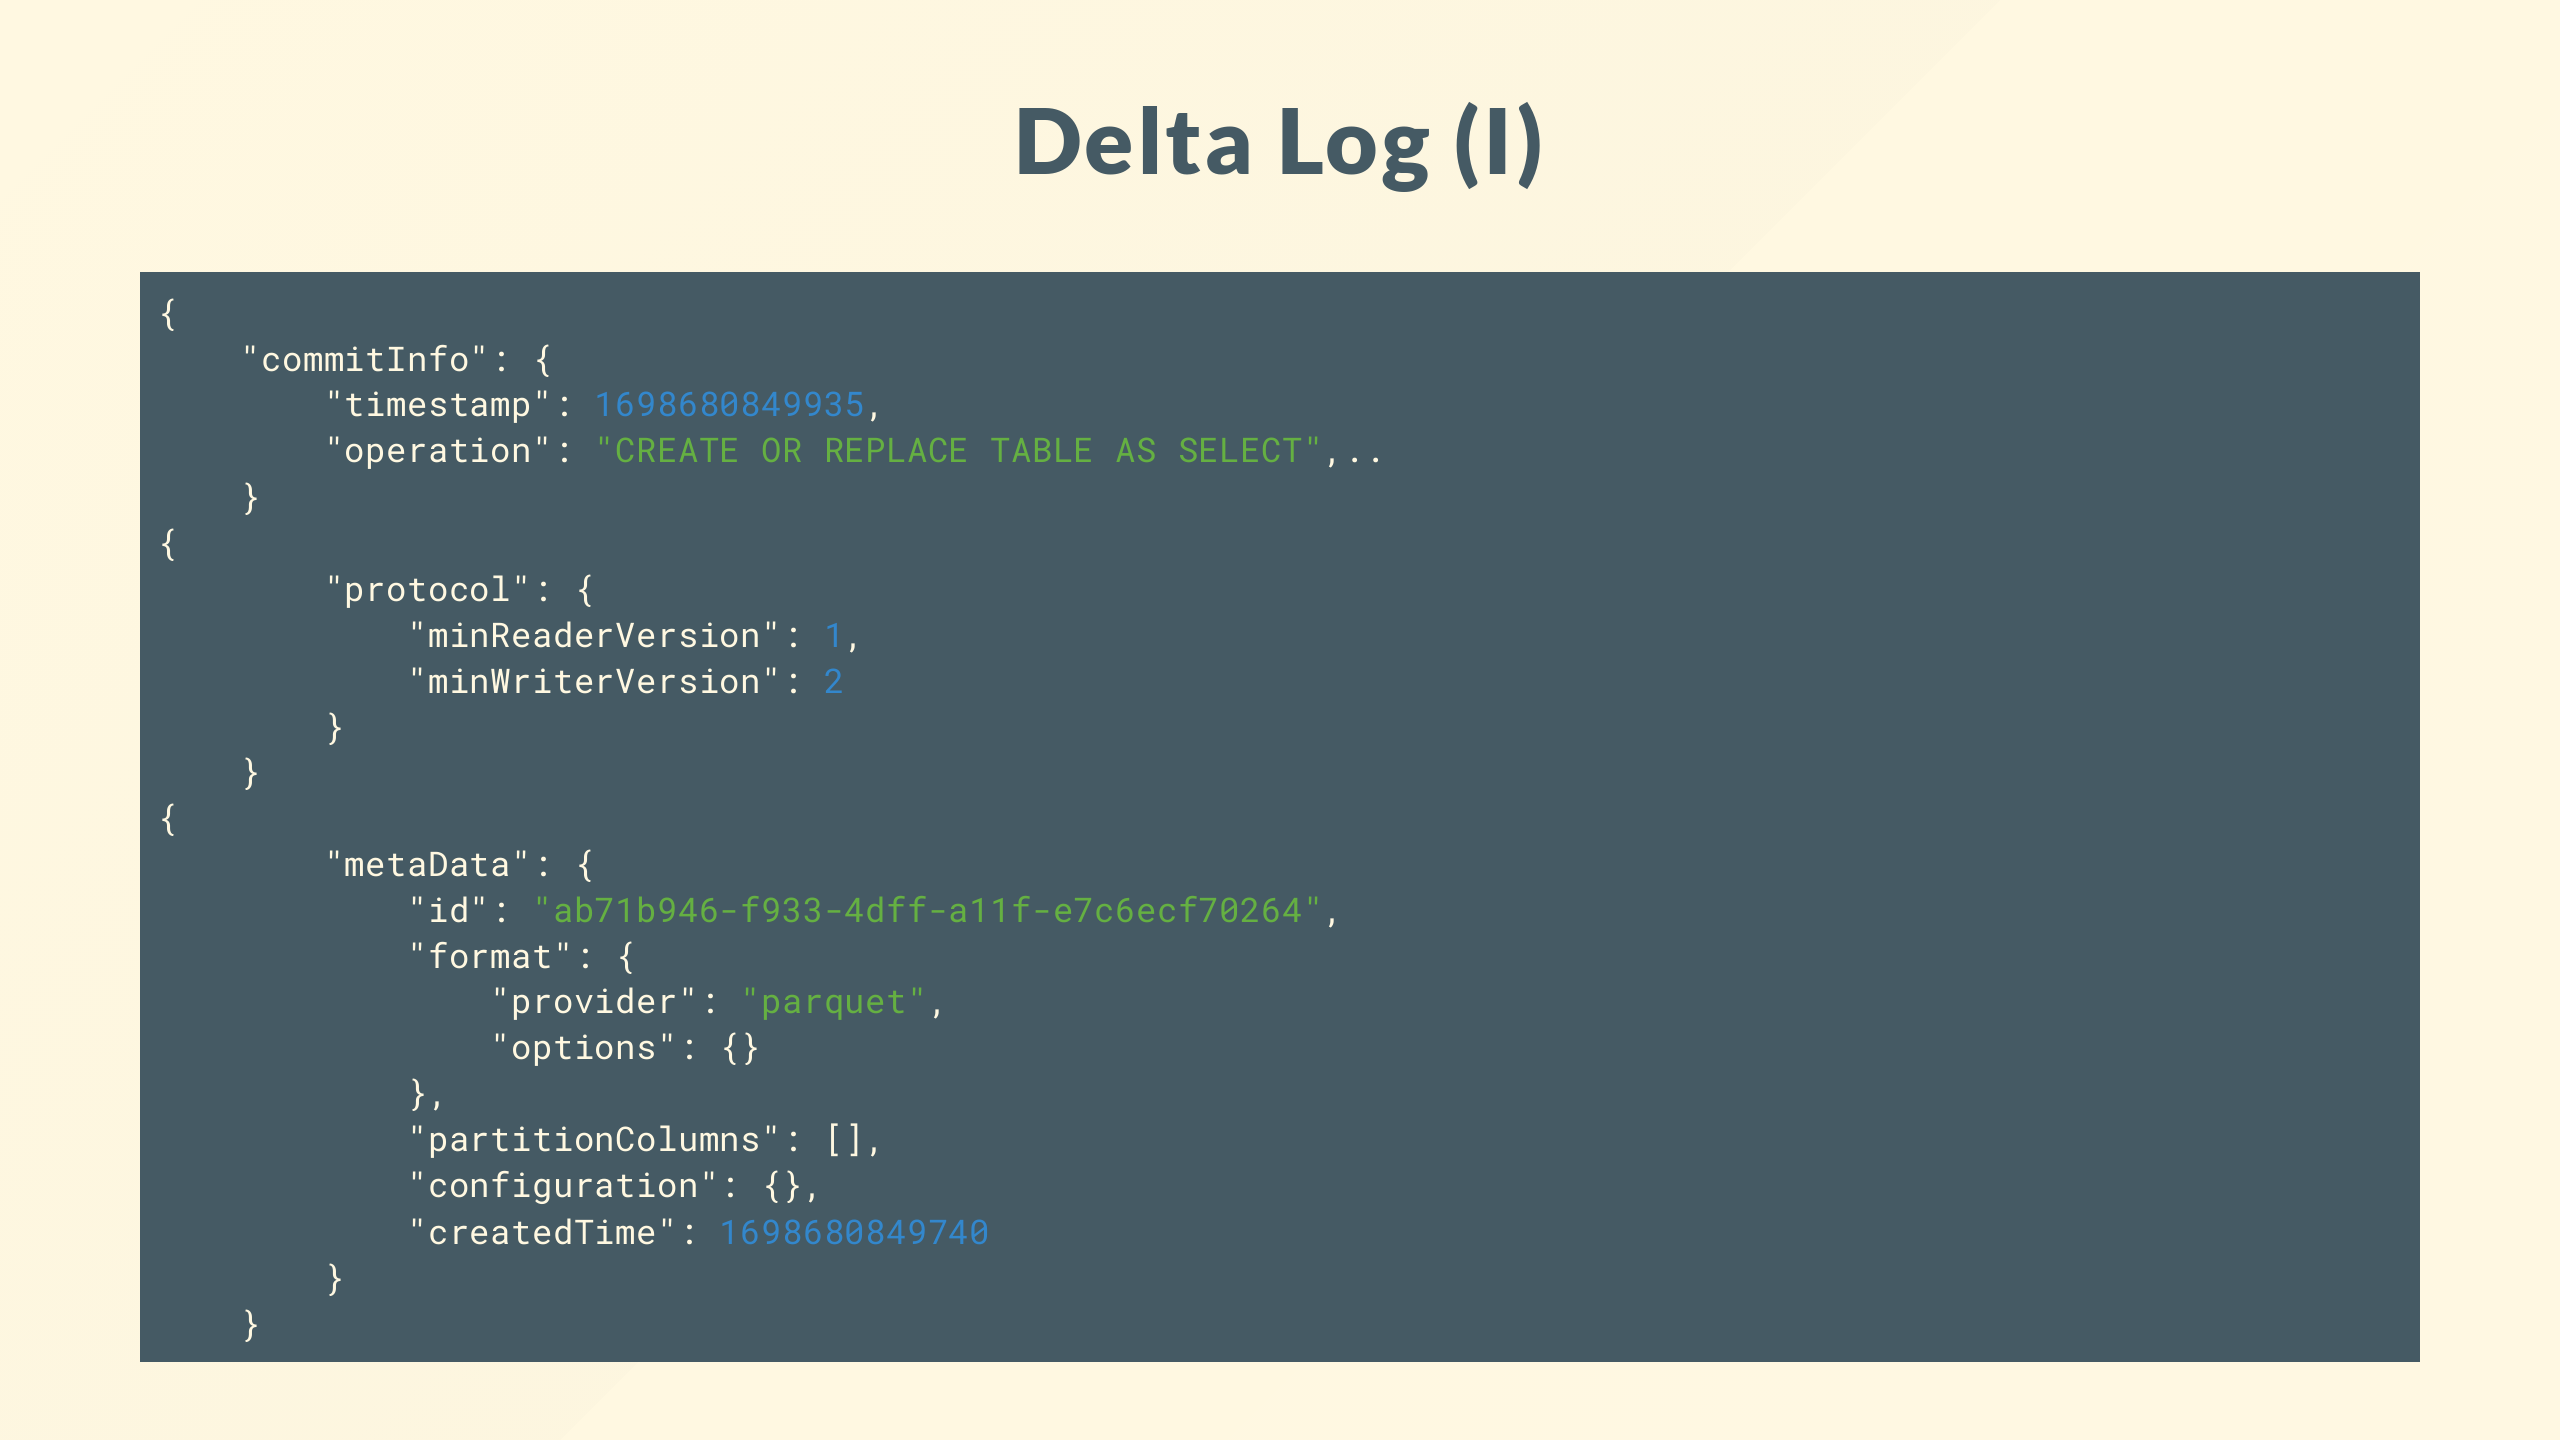 Delta Log (I)
{
    "commitInfo": {
        "timestamp": 1698680849935,
        "operation": "CREATE OR REPLACE TABLE AS SELECT",..
    }
{
        "protocol": {
            "minReaderVersion": 1,
            "minWriterVersion": 2
        }
    }
{
        "metaData": {
            "id": "ab71b946-f933-4dff-a11f-e7c6ecf70264",
            "format": {
                "provider": "parquet",
                "options": {}
            },
            "partitionColumns": [],
            "configuration": {},
            "createdTime": 1698680849740
        }
    }